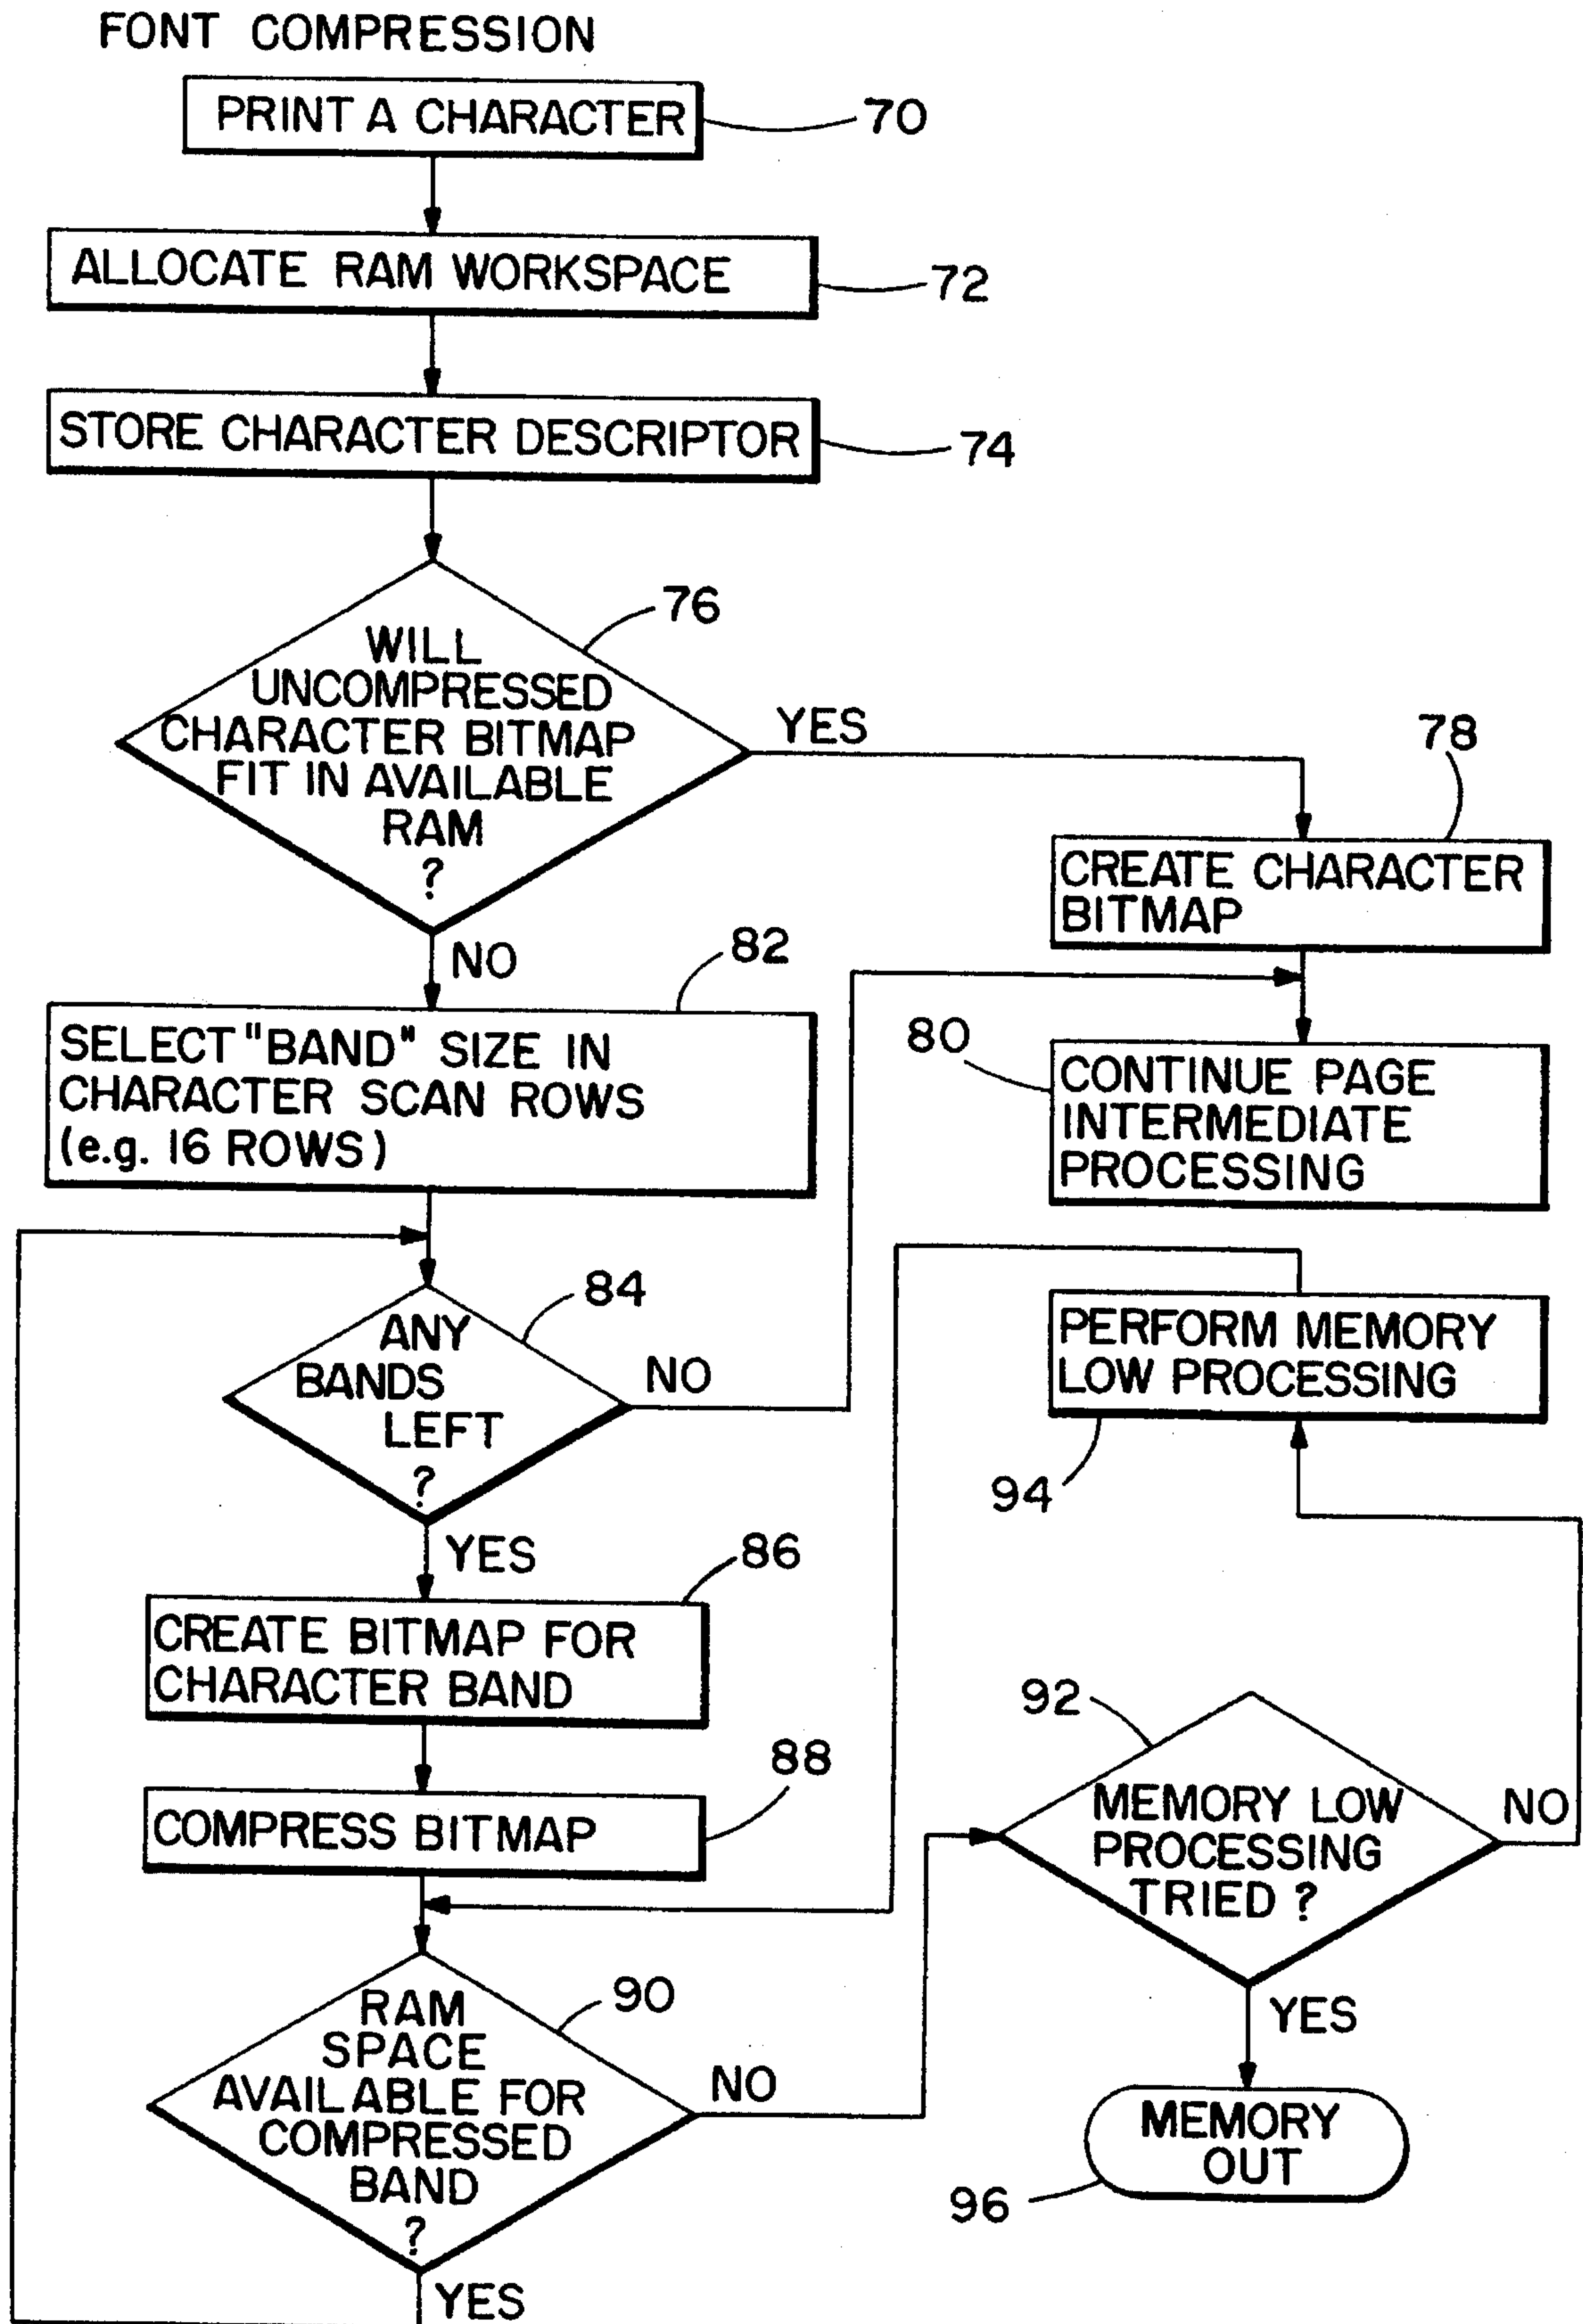 FONT COMPRESSION
PRINT A CHARACTER
70
ALLOCATE RAM WORKSPACE
72
STORE CHARACTER DESCRIPTOR
74
76
WILL
UNCOMPRESSED
CHARACTER BITMAP
FIT IN AVAILABLE
RAM
?
YES
78
CREATE CHARACTER
BITMAP
NO
82
SELECT "BAND" SIZE IN
CHARACTER SCAN ROWS
(e.g. 16 ROWS)
80
CONTINUE PAGE
INTERMEDIATE
PROCESSING
84
ANY
BANDS
LEFT
?
NO
PERFORM MEMORY
LOW PROCESSING
94
YES
86
CREATE BITMAP FOR
CHARACTER BAND
88
COMPRESS BITMAP
92
MEMORY LOW
PROCESSING
TRIED ?
NO
90
RAM
SPACE
AVAILABLE FOR
COMPRESSED
BAND
?
NO
YES
MEMORY
OUT
96
YES